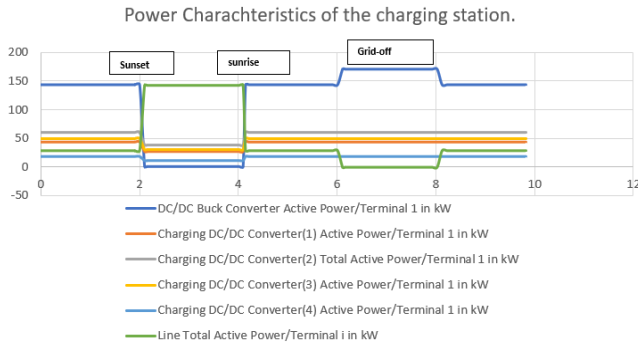 Power Charachteristics of the charging station.
200
150
100
50
0
-50
0 2 4 6 8 10 12
Sunset
sunrise
Grid-off
DC/DC Buck Converter Active Power/Terminal 1 in kW
Charging DC/DC Converter(1) Active Power/Terminal 1 in kW
Charging DC/DC Converter(2) Total Active Power/Terminal 1 in kW
Charging DC/DC Converter(3) Active Power/Terminal 1 in kW
Charging DC/DC Converter(4) Active Power/Terminal 1 in kW
Line Total Active Power/Terminal i in kW